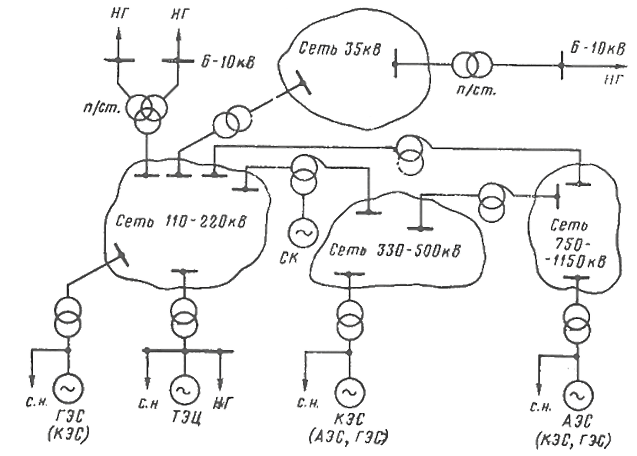 НГ
НГ
6-10кв
п/ст.
Сеть 35кв
6-10кв
НГ
п/ст.
Сеть 110-220кв
СК
Сеть 330-500кв
Сеть
750-
-1150кв
с.н.
ГЭС
(КЭС)
с.н
ТЭЦ
НГ
с.н.
КЭС
(АЭС, ГЭС)
с.н.
АЭС
(КЭС, ГЭС)